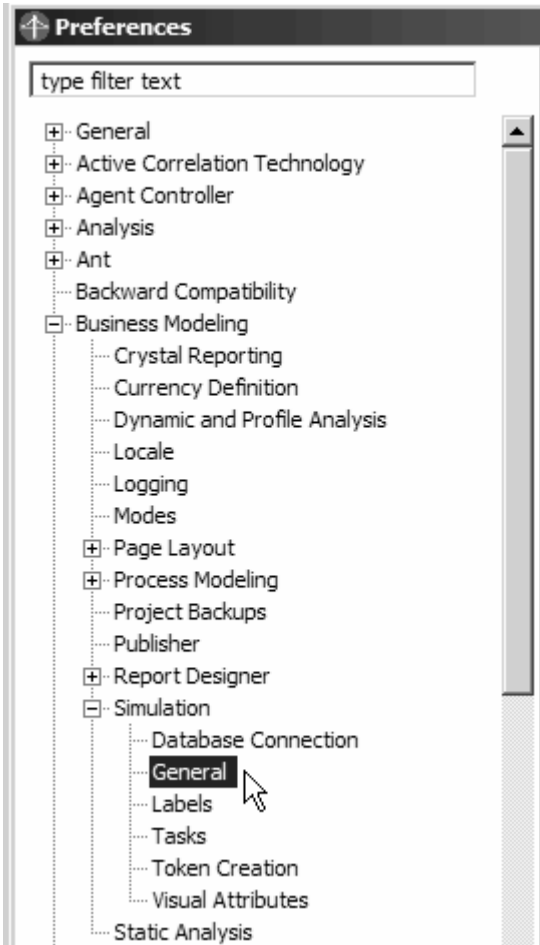 Preferences
type filter text
General
Active Correlation Technology
Agent Controller
Analysis
Ant
Backward Compatibility
Business Modeling
Crystal Reporting
Currency Definition
Dynamic and Profile Analysis
Locale
Logging
Modes
Page Layout
Process Modeling
Project Backups
Publisher
Report Designer
Simulation
Database Connection
General
Labels
Tasks
Token Creation
Visual Attributes
Static Analysis